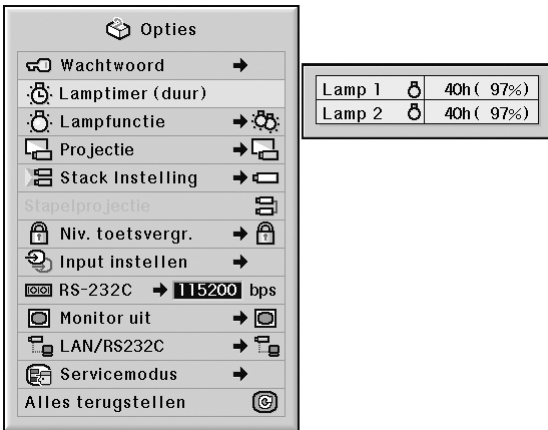 Opties
Wachtwoord
Lamptimer (duur)
Lampfunctie
Projectie
Stack Instelling
Stapelprojectie
Niv. toetsvergr.
Input instellen
RS-232C 115200 bps
Monitor uit
LAN/RS232C
Servicemodus
Alles terugstellen
Lamp 1 40h( 97%)
Lamp 2 40h( 97%)